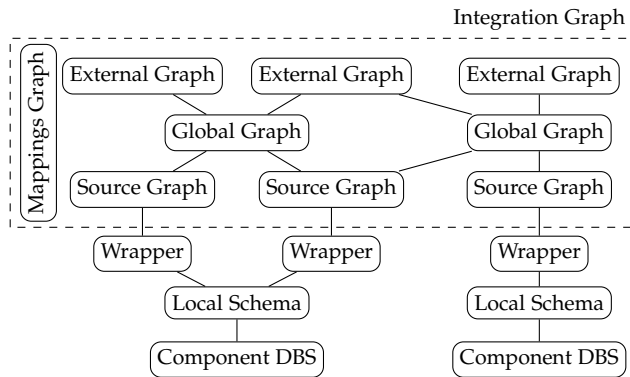 Integration Graph
Mappings Graph
External Graph
External Graph
External Graph
Global Graph
Global Graph
Source Graph
Source Graph
Source Graph
Wrapper
Wrapper
Wrapper
Local Schema
Local Schema
Component DBS
Component DBS